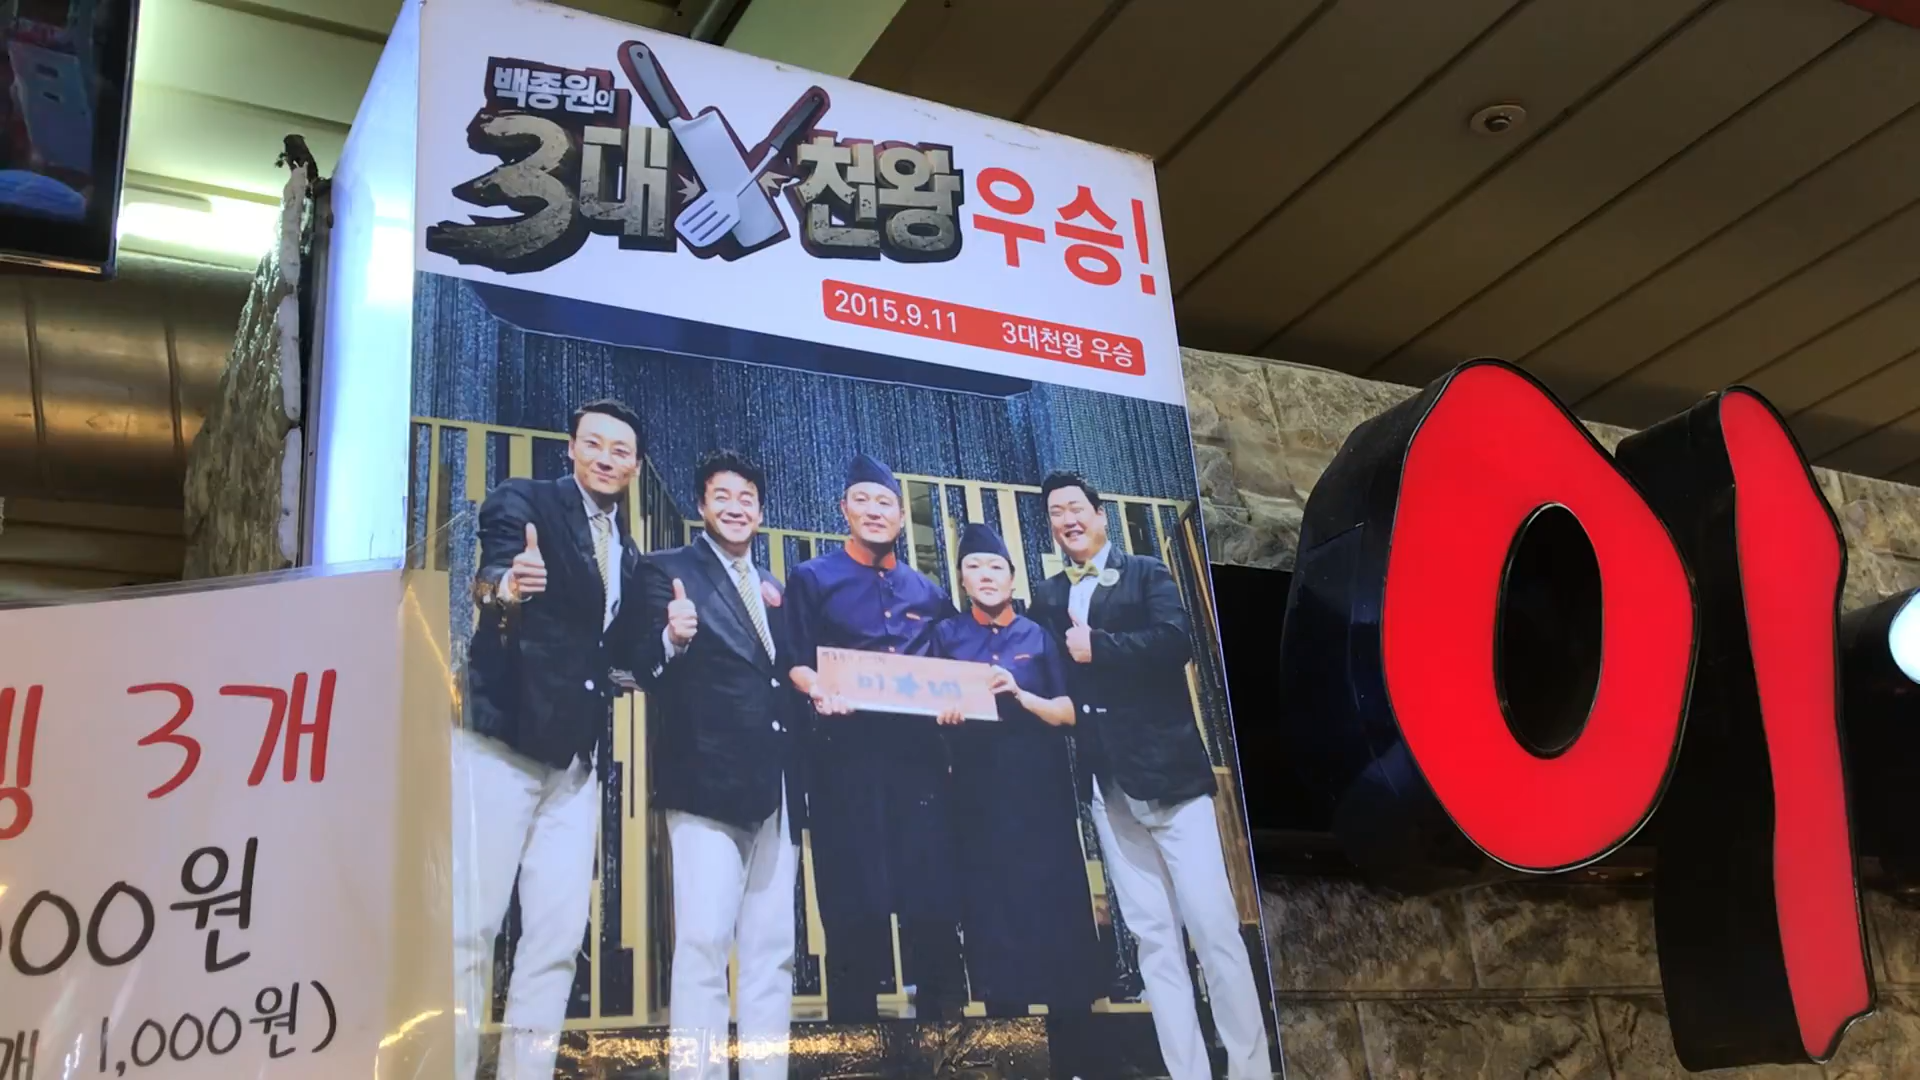 백종원의
3대천왕 우승!
2015.9.11 3대천왕 우승
3개
00원
개 1,000원)
이